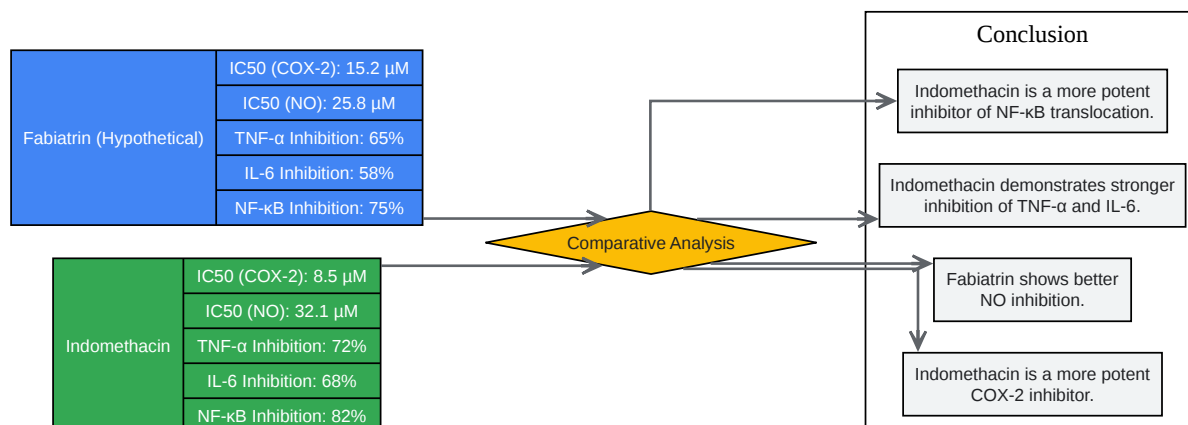 Fabiatrin (Hypothetical)
IC50 (COX-2): 15.2 µM
IC50 (NO): 25.8 µM
TNF-α Inhibition: 65%
IL-6 Inhibition: 58%
NF-κB Inhibition: 75%
Indomethacin
IC50 (COX-2): 8.5 µM
IC50 (NO): 32.1 µM
TNF-α Inhibition: 72%
IL-6 Inhibition: 68%
NF-κB Inhibition: 82%
Comparative Analysis
Conclusion
Indomethacin is a more potent
inhibitor of NF-κB translocation.
Indomethacin demonstrates stronger
inhibition of TNF-α and IL-6.
Fabiatrin shows better
NO inhibition.
Indomethacin is a more potent
COX-2 inhibitor.